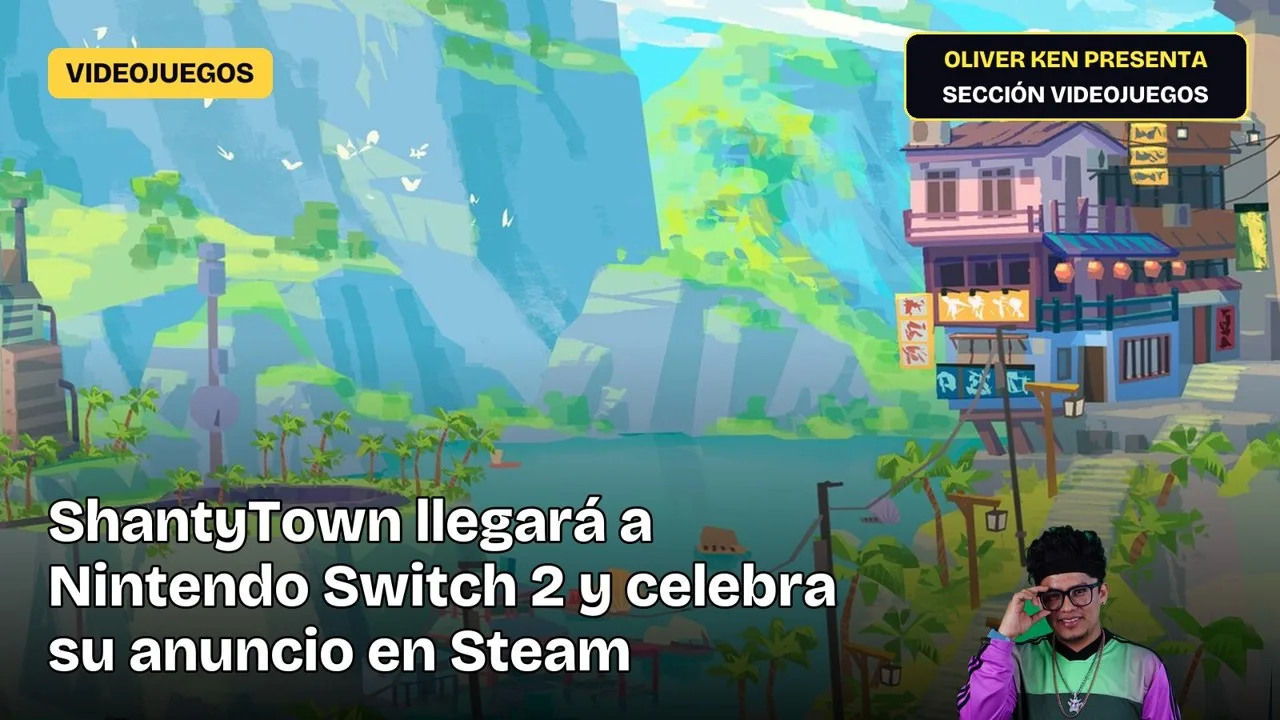 VIDEOJUEGOS
OLIVER KEN PRESENTA
SECCIÓN VIDEOJUEGOS
ShantyTown llegará a
Nintendo Switch 2 y celebra
su anuncio en Steam